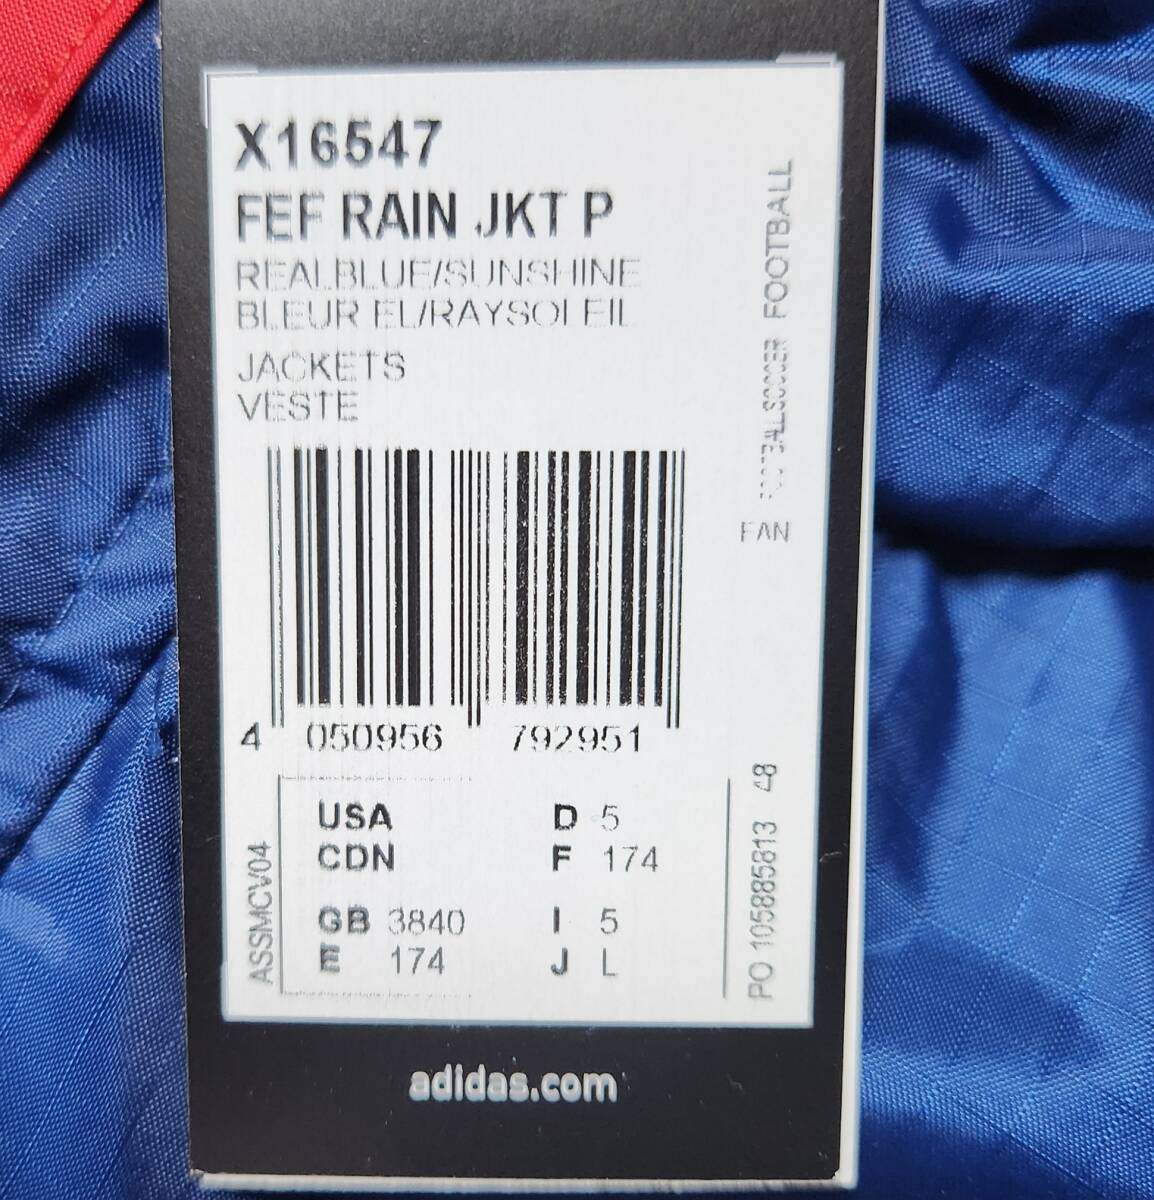 X16547
FEF RAIN JKT P
REALBLUE/SUNSHINE
BLEUR EL/RAYSOLEIL
JACKETS
VESTE
FAN FOOTBALLSOCCER FOOTBALL
4 050956 792951
USA D 5
CDN F 174
GB 3840 I 5
E 174 J L
ASSMCV04
PO 105885813 48
adidas.com